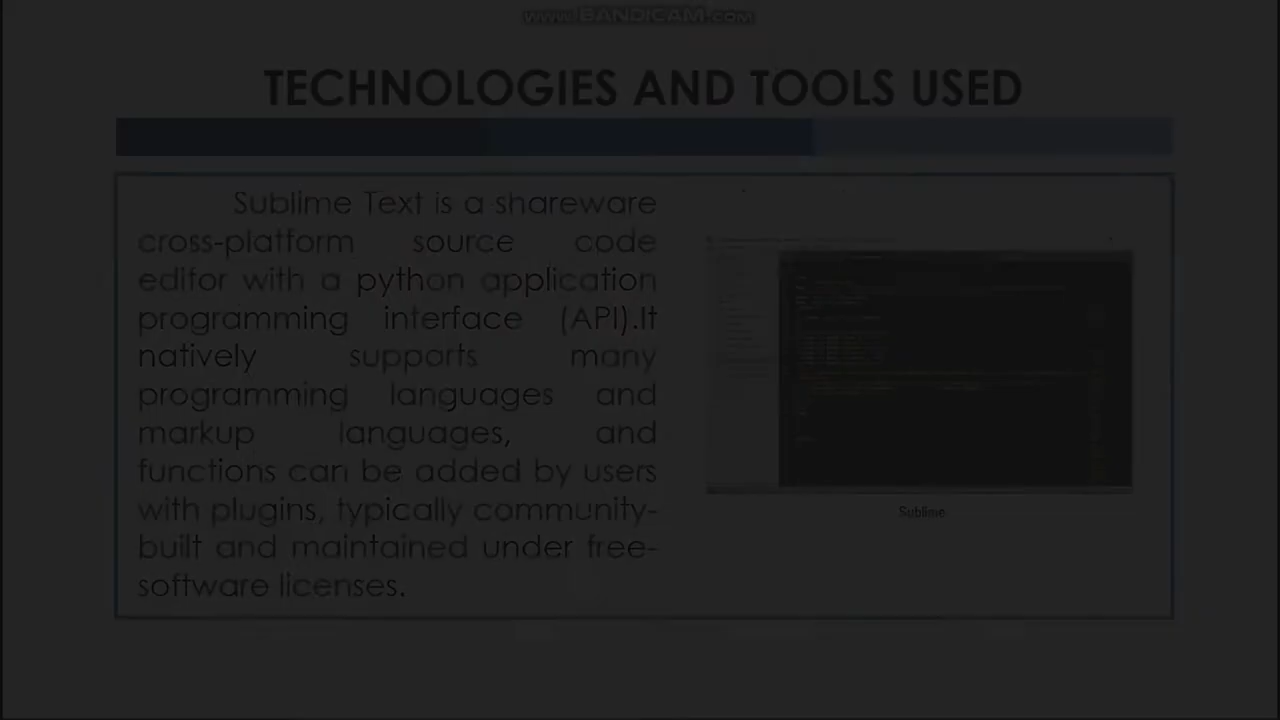 www.BANDICAM.com
TECHNOLOGIES AND TOOLS USED
Sublime Text is a shareware
cross-platform source code
editor with a python application
programming interface (API).It
natively supports many
programming languages and
markup languages, and
functions can be added by users
with plugins, typically community-
built and maintained under free-
software licenses.
Sublime